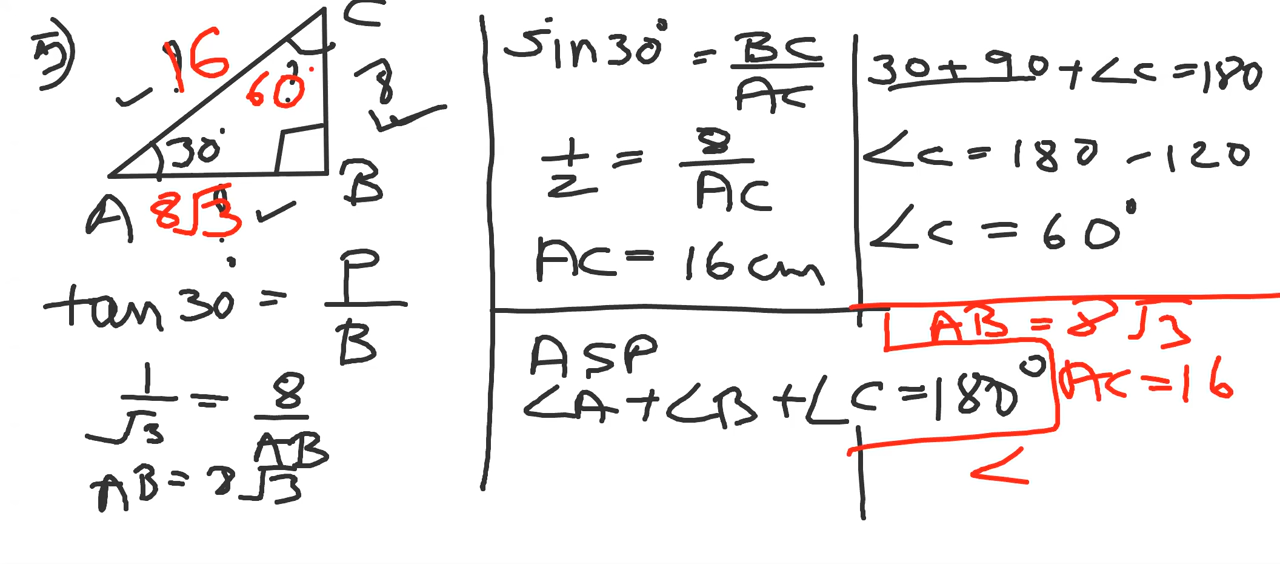 5)
C
16
60°
8
30°
A 8√3 B
tan 30° = P/B
1/√3 = 8/AB
AB = 8√3
sin 30° = BC/AC
1/2 = 8/AC
AC = 16 cm
30 + 90 + ∠C = 180
∠C = 180 - 120
∠C = 60°
ASP
∠A + ∠B + ∠C = 180°
AB = 8√3
AC = 16
∠